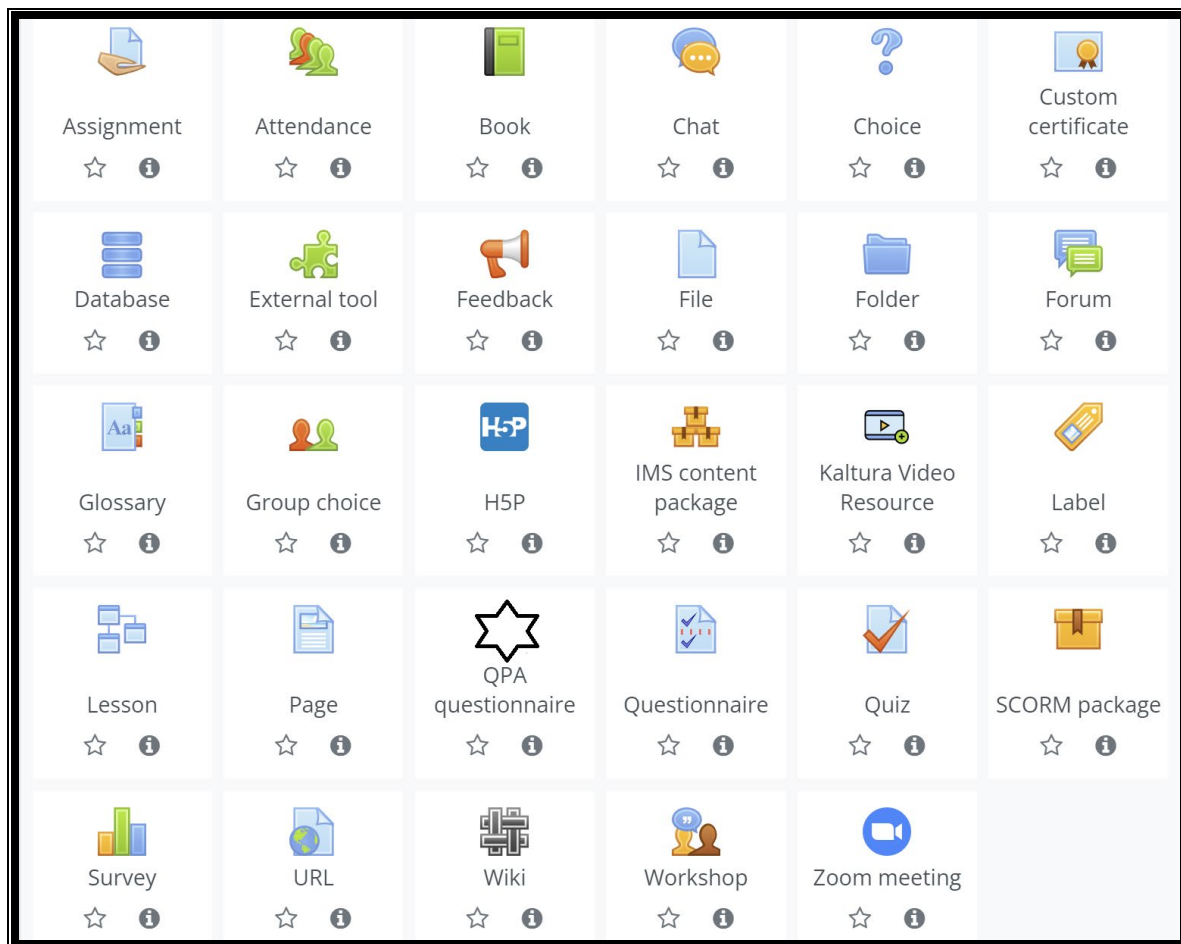 Custom
Assignment Attendance Book Chat Choice certificate
Database External tool Feedback File Folder Forum
Aa H5P
IMS content Kaltura Video
Glossary Group choice H5P package Resource Label
QPA
Lesson Page questionnaire Questionnaire Quiz SCORM package
Survey URL Wiki Workshop Zoom meeting